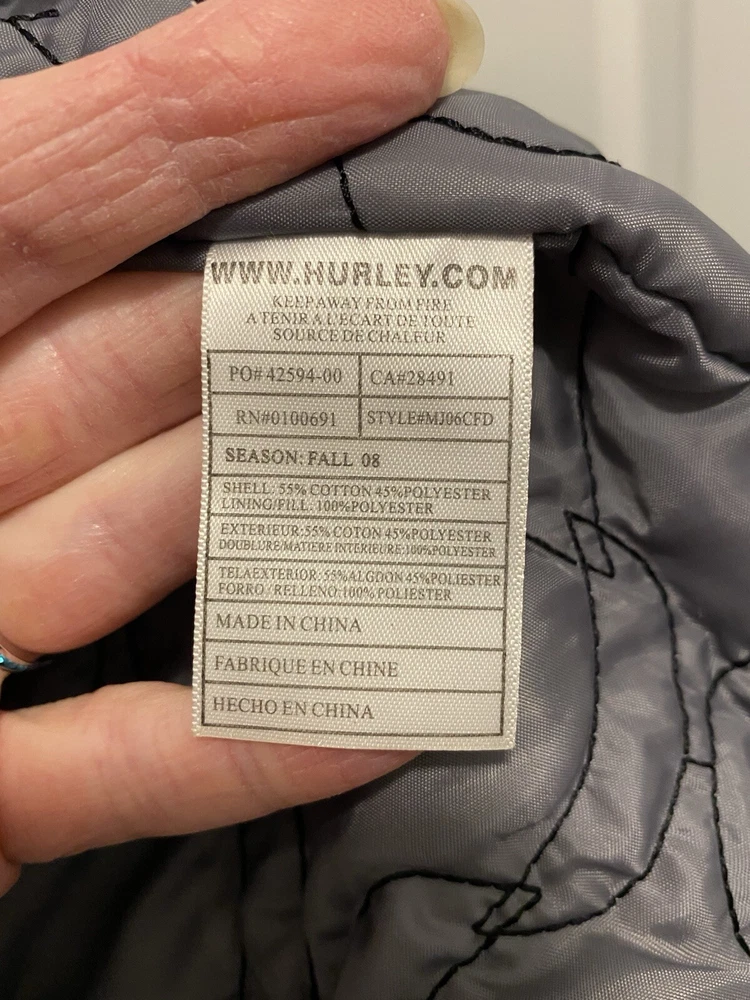 WWW.HURLEY.COM
KEEP AWAY FROM FIRE
A TENIR A L'ECART DE TOUTE
SOURCE DE CHALEUR
PO# 42594-00 CA#28491
RN#0100691 STYLE#MJ06CFD
SEASON: FALL 08
SHELL: 55% COTTON 45%POLYESTER
LINING/FILL: 100%POLYESTER
EXTERIEUR:55% COTON 45%POLYESTER
DOUBLURE/MATIERE INTERIEURE:100%POLYESTER
TELAEXTERIOR: 55%ALGDON 45%POLIESTER
FORRO / RELLENO:100% POLIESTER
MADE IN CHINA
FABRIQUE EN CHINE
HECHO EN CHINA